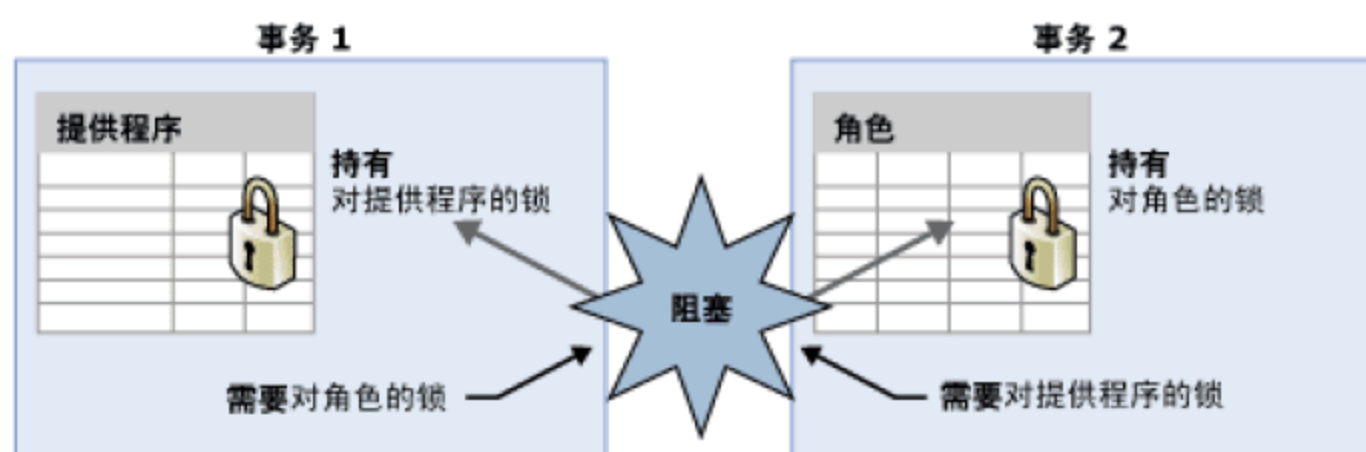 事务 1
提供程序
持有
对提供程序的锁
需要对角色的锁
阻塞
事务 2
角色
持有
对角色的锁
需要对提供程序的锁